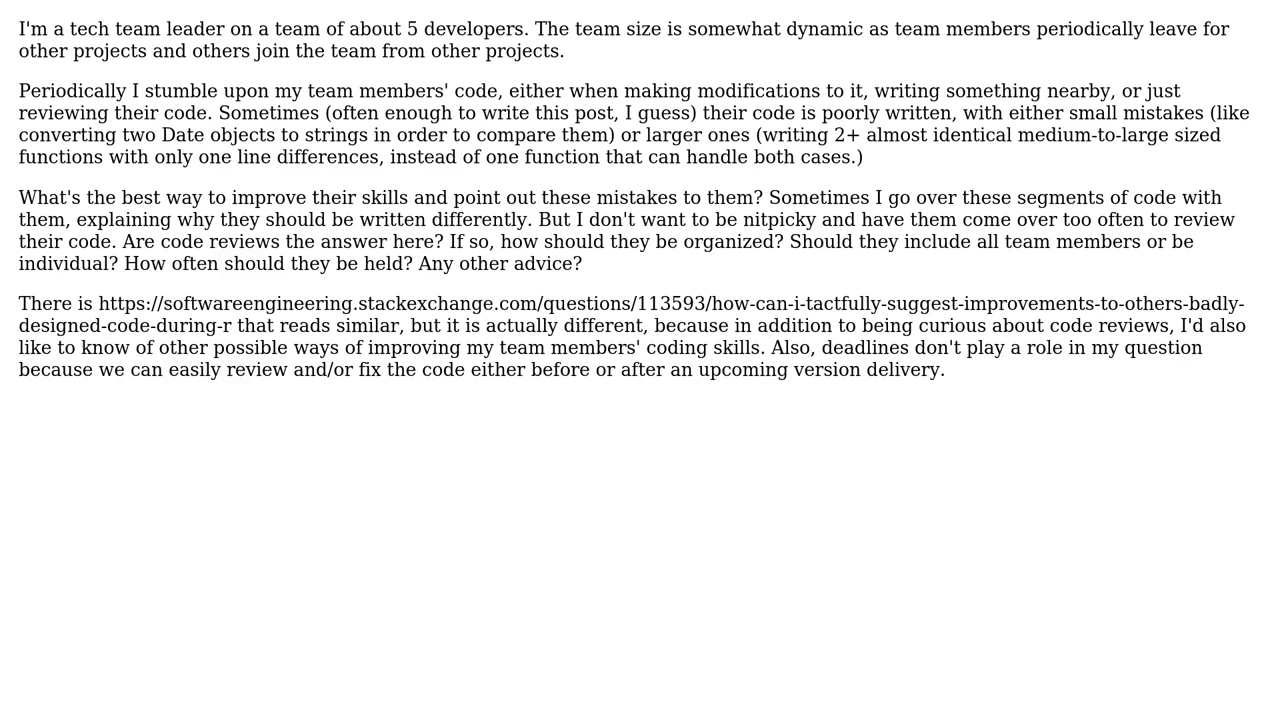 I'm a tech team leader on a team of about 5 developers. The team size is somewhat dynamic as team members periodically leave for
other projects and others join the team from other projects.
Periodically I stumble upon my team members' code, either when making modifications to it, writing something nearby, or just
reviewing their code. Sometimes (often enough to write this post, I guess) their code is poorly written, with either small mistakes (like
converting two Date objects to strings in order to compare them) or larger ones (writing 2+ almost identical medium-to-large sized
functions with only one line differences, instead of one function that can handle both cases.)
What's the best way to improve their skills and point out these mistakes to them? Sometimes I go over these segments of code with
them, explaining why they should be written differently. But I don't want to be nitpicky and have them come over too often to review
their code. Are code reviews the answer here? If so, how should they be organized? Should they include all team members or be
individual? How often should they be held? Any other advice?
There is https://softwareengineering.stackexchange.com/questions/113593/how-can-i-tactfully-suggest-improvements-to-others-badly-
designed-code-during-r that reads similar, but it is actually different, because in addition to being curious about code reviews, I'd also
like to know of other possible ways of improving my team members' coding skills. Also, deadlines don't play a role in my question
because we can easily review and/or fix the code either before or after an upcoming version delivery.